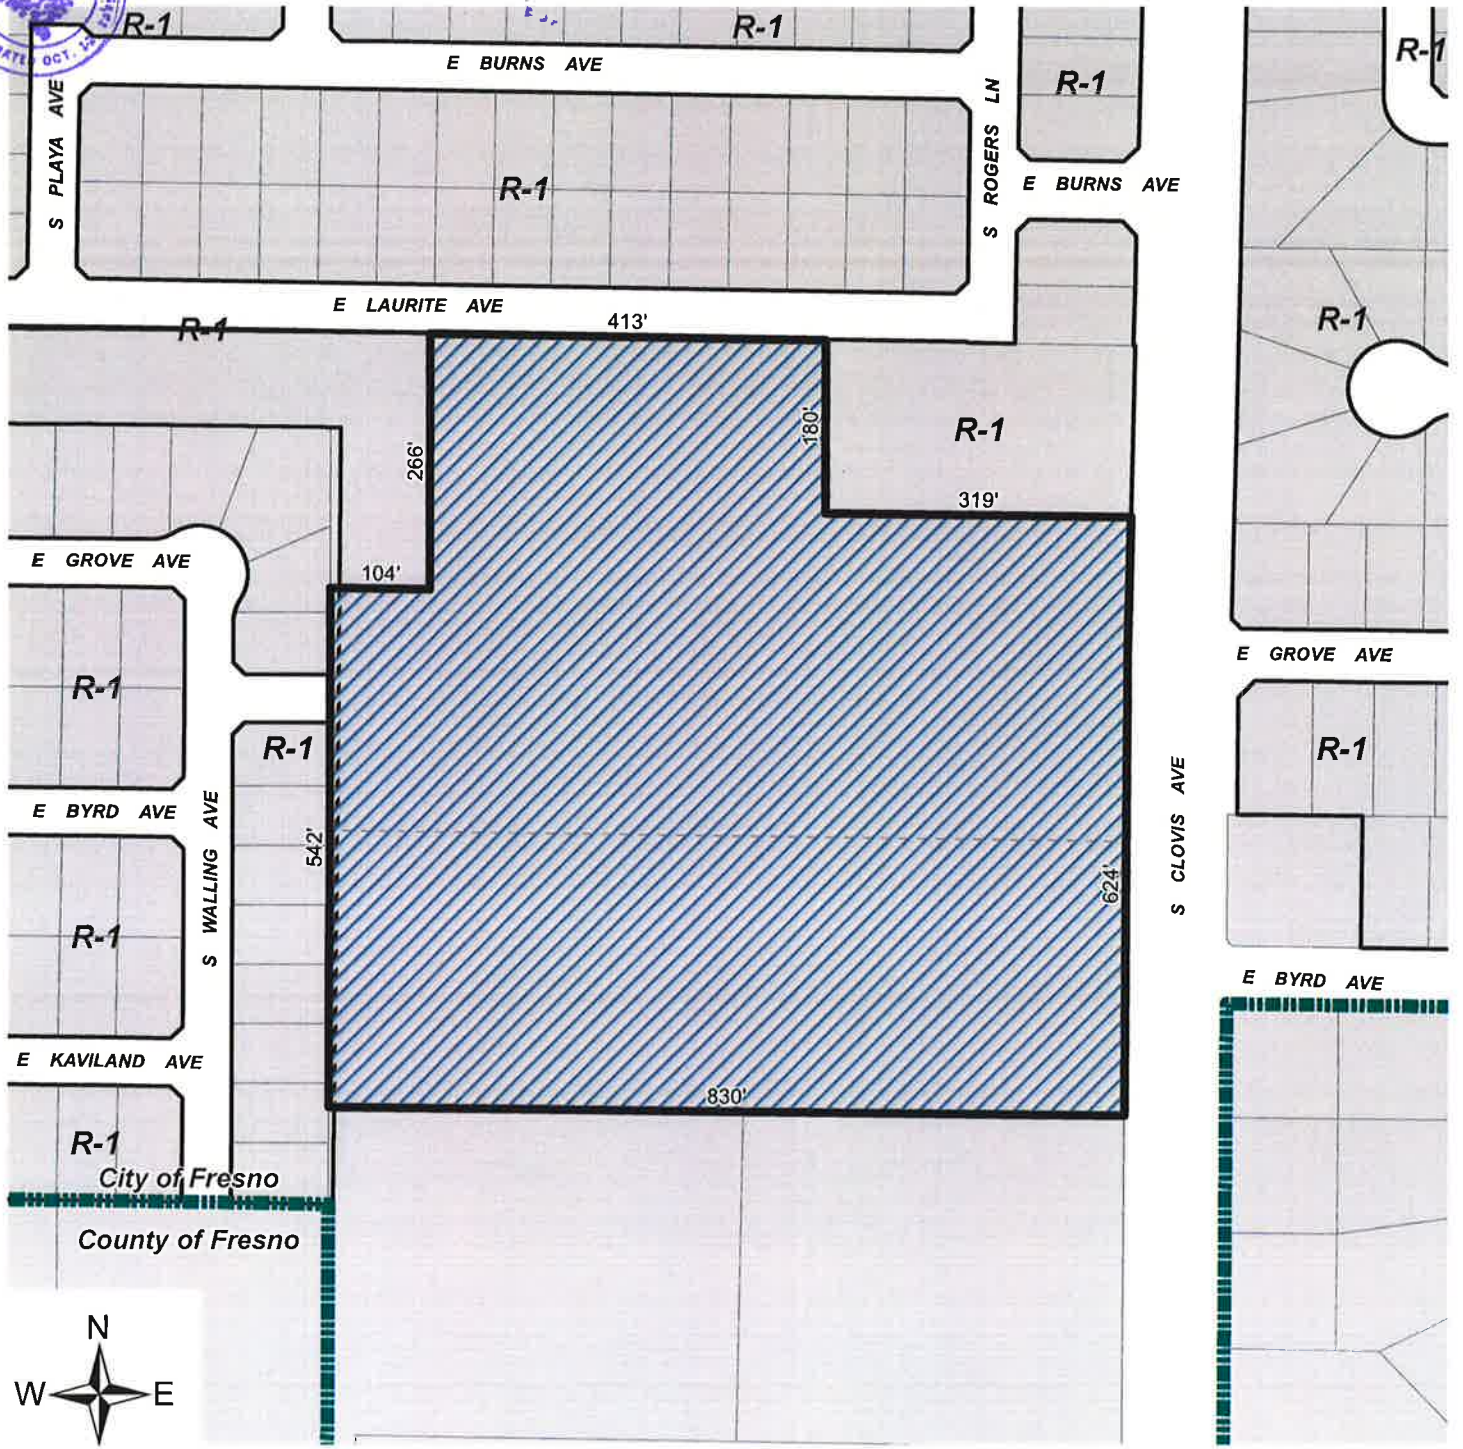 R-1
R-1
R-1
ATED OCT.
E BURNS AVE
R-1
S PLAYA AVE
S ROGERS LN
E BURNS AVE
R-1
E LAURITE AVE
413'
R-1
R-1
180'
R-1
266'
319'
E GROVE AVE
104'
E GROVE AVE
R-1
R-1
R-1
E BYRD AVE
S WALLING AVE
542'
S CLOVIS AVE
624'
R-1
E BYRD AVE
E KAVILAND AVE
830'
R-1
City of Fresno
County of Fresno
N
W E